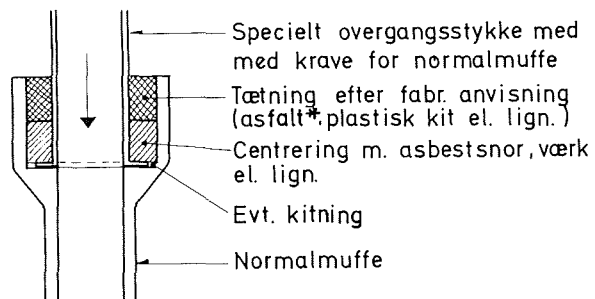 Specielt overgangsstykke med
med krave for normalmuffe
Tætning efter fabr. anvisning
(asfalt*.plastisk kit el. lign.)
Centrering m. asbestsnor, værk
el. lign.
Evt. kitning
Normalmuffe